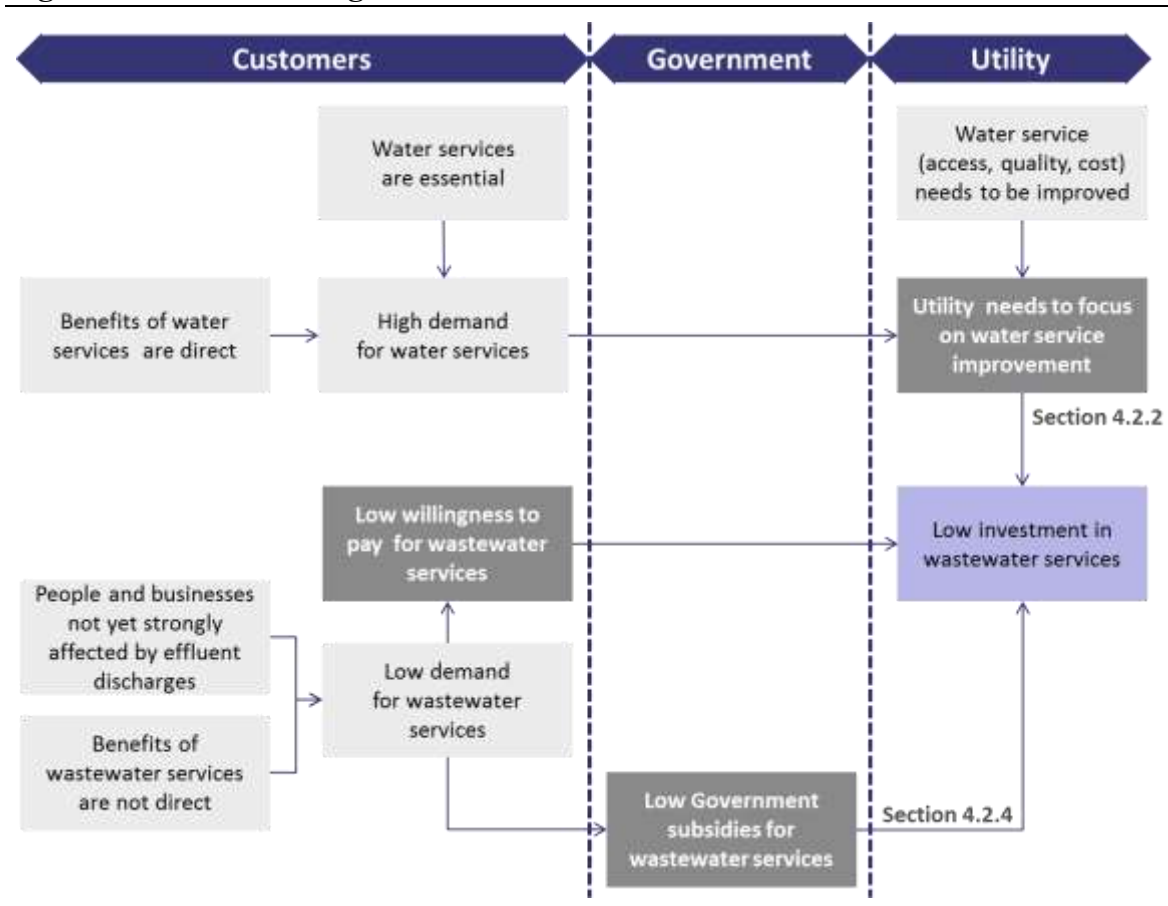 Customers
Government
Utility
Water services
are essential
Water service
(access, quality, cost)
needs to be improved
Benefits of water
services are direct
High demand
for water services
Utility needs to focus
on water service
improvement
Section 4.2.2
Low willingness to
pay for wastewater
services
Low investment in
wastewater services
People and businesses
not yet strongly
affected by effluent
discharges
Low demand
for wastewater
services
Benefits of
wastewater services
are not direct
Low Government
subsidies for
wastewater services
Section 4.2.4